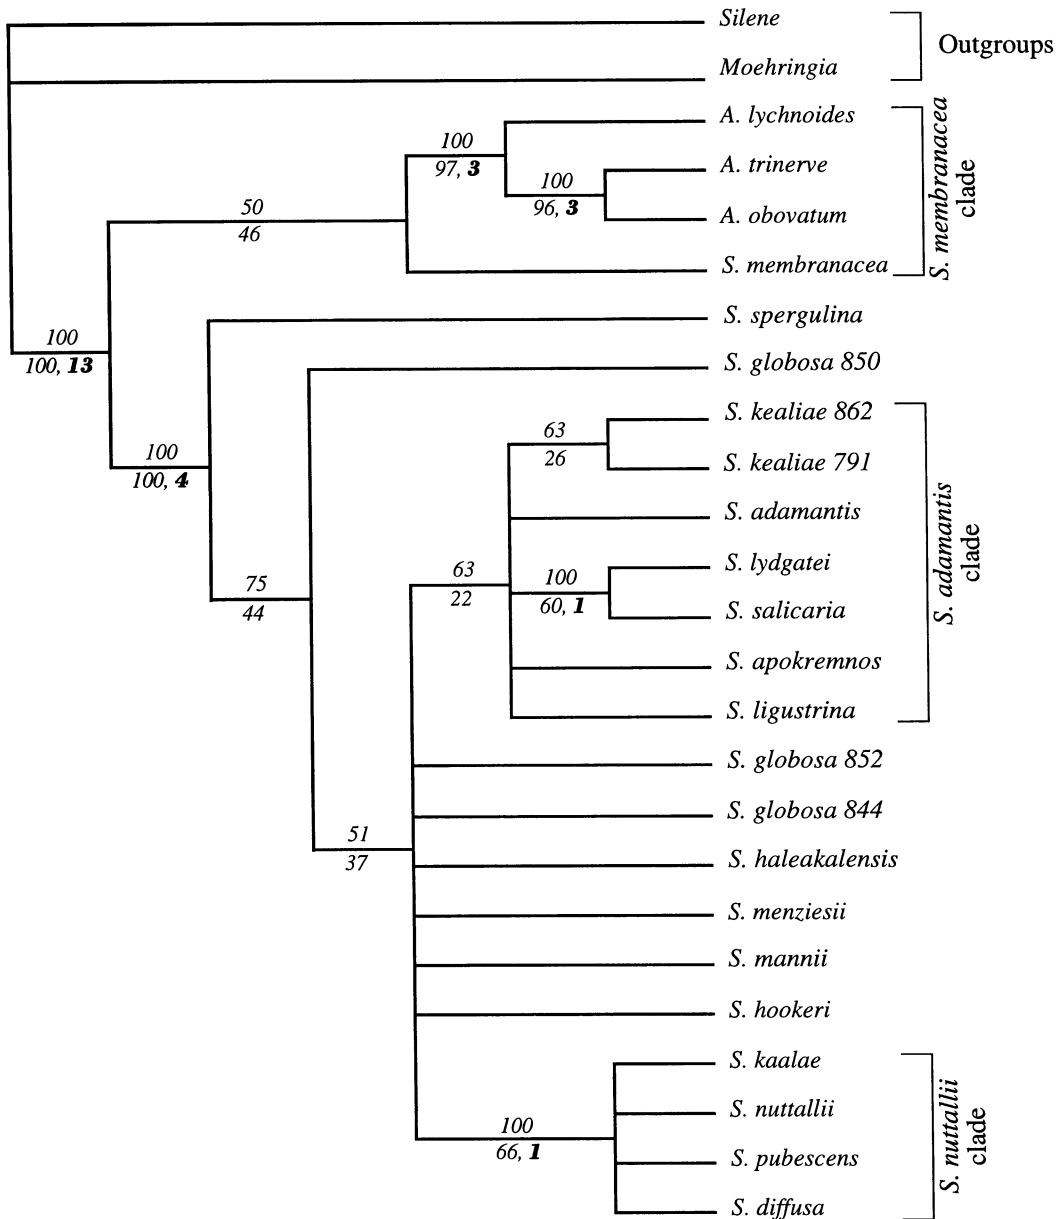 Silene
Outgroups
Moehringia
A. lychnoides
100
97, 3
A. trinerve
100
96, 3
A. obovatum
S. membranacea
clade
50
46
S. membranacea
S. spergulina
100
100, 13
S. globosa 850
S. kealiae 862
63
26
S. kealiae 791
100
100, 4
S. adamantis
S. adamantis
clade
S. lydgatei
63
22
100
60, 1
75
44
S. salicaria
S. apokremnos
S. ligustrina
S. globosa 852
S. globosa 844
51
37
S. haleakalensis
S. menziesii
S. mannii
S. hookeri
S. kaalae
S. nuttallii
100
66, 1
S. nuttallii
clade
S. pubescens
S. diffusa